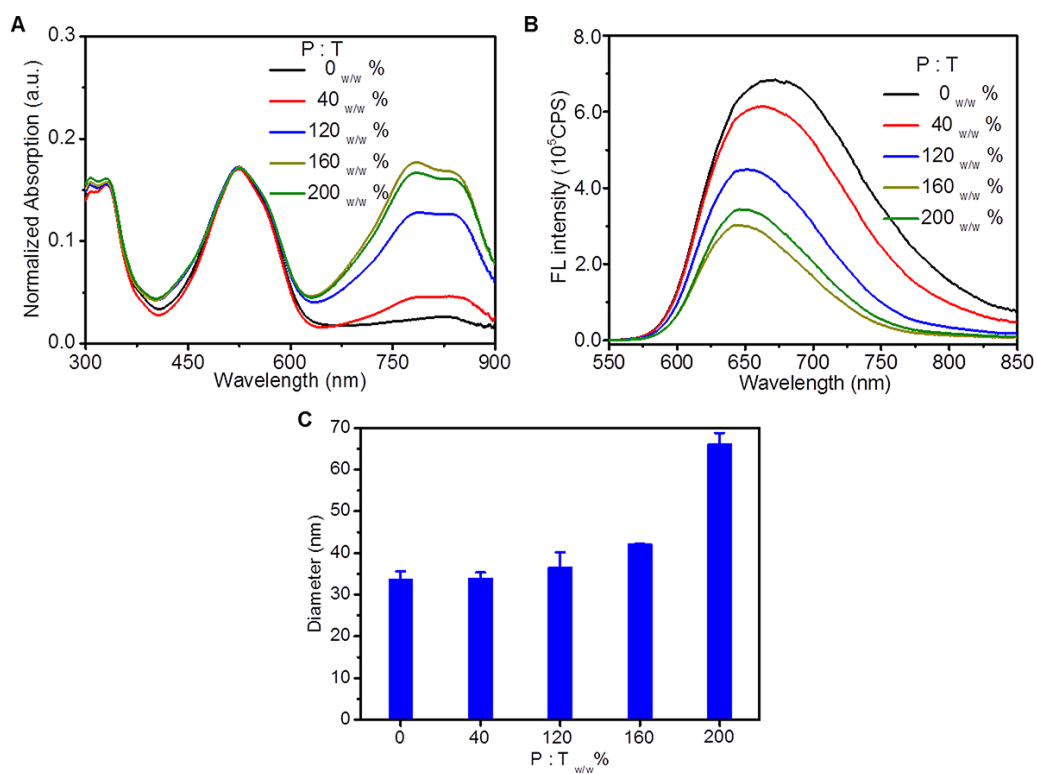 A
Normalized Absorption (a.u.)
0.3
0.2
0.1
0.0
P : T
0 w/w %
40 w/w %
120 w/w %
160 w/w %
200 w/w %
300 450 600 750 900
Wavelength (nm)
B
FL intensity (10⁵CPS)
8.0
6.0
4.0
2.0
0.0
P : T
0 w/w %
40 w/w %
120 w/w %
160 w/w %
200 w/w %
550 600 650 700 750 800 850
Wavelength (nm)
C
Diameter (nm)
70
60
50
40
30
20
10
0
0 40 120 160 200
P : T w/w%